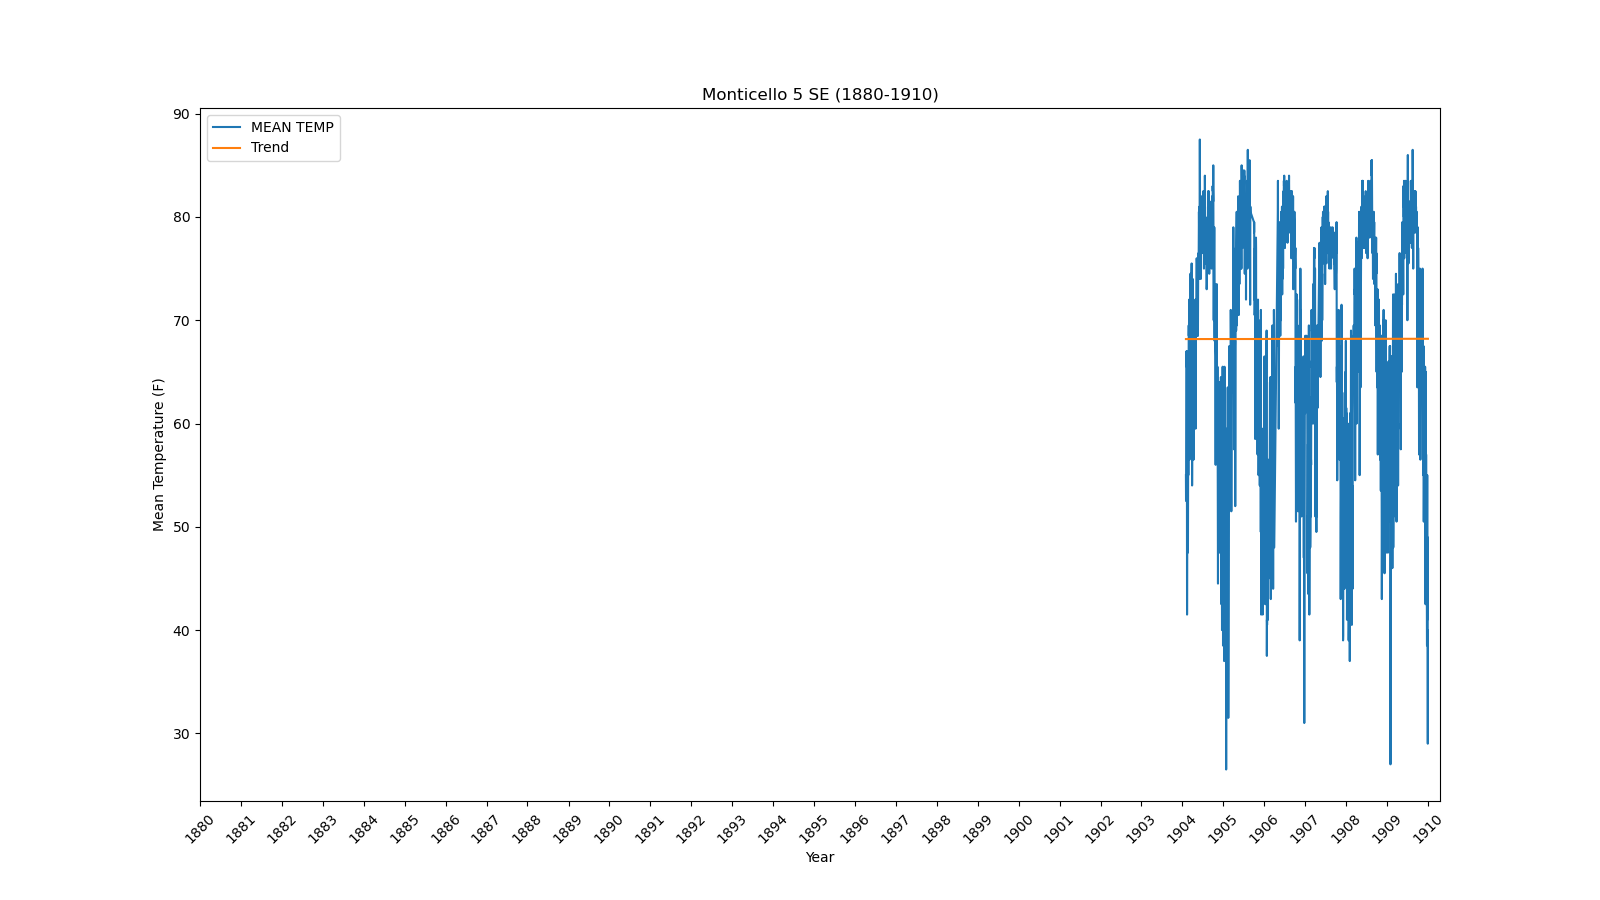 Monticello 5 SE (1880-1910)
MEAN TEMP
Trend
90
80
70
60
50
40
30
Mean Temperature (F)
1880 1881 1882 1883 1884 1885 1886 1887 1888 1889 1890 1891 1892 1893 1894 1895 1896 1897 1898 1899 1900 1901 1902 1903 1904 1905 1906 1907 1908 1909 1910
Year